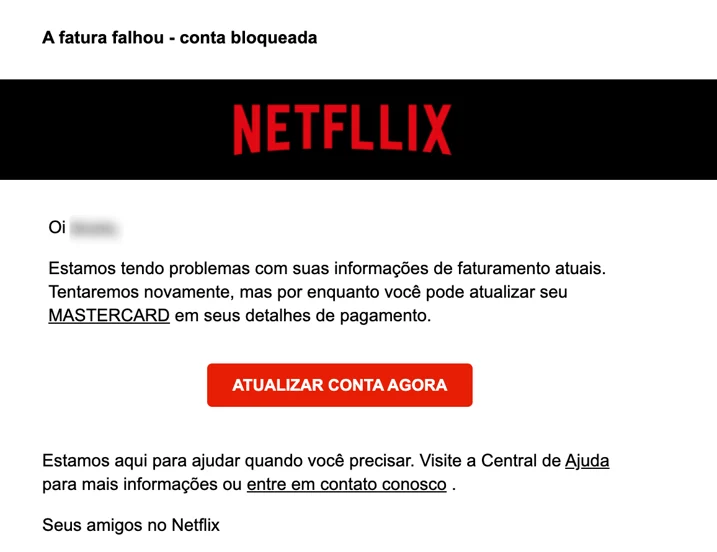 A fatura falhou - conta bloqueada
NETFLLIX
Oi
Estamos tendo problemas com suas informações de faturamento atuais.
Tentaremos novamente, mas por enquanto você pode atualizar seu
MASTERCARD em seus detalhes de pagamento.
ATUALIZAR CONTA AGORA
Estamos aqui para ajudar quando você precisar. Visite a Central de Ajuda
para mais informações ou entre em contato conosco .
Seus amigos no Netflix